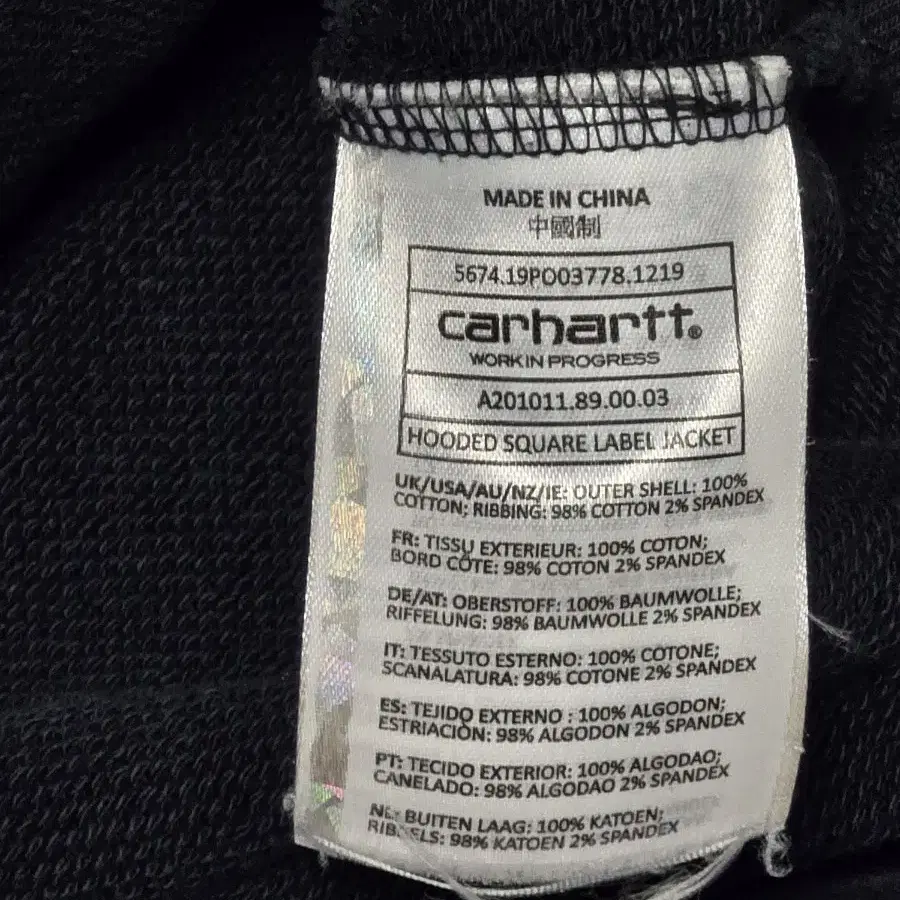 MADE IN CHINA
中國制
5674.19PO03778.1219
carhartt®
WORK IN PROGRESS
A201011.89.00.03
HOODED SQUARE LABEL JACKET
UK/USA/AU/NZ/IE: OUTER SHELL: 100%
COTTON; RIBBING: 98% COTTON 2% SPANDEX
FR: TISSU EXTERIEUR: 100% COTON;
BORD CÔTE: 98% COTON 2% SPANDEX
DE/AT: OBERSTOFF: 100% BAUMWOLLE;
RIFFELUNG: 98% BAUMWOLLE 2% SPANDEX
IT: TESSUTO ESTERNO: 100% COTONE;
SCANALATURA: 98% COTONE 2% SPANDEX
ES: TEJIDO EXTERNO : 100% ALGODON;
ESTRIACIÓN: 98% ALGODON 2% SPANDEX
PT: TECIDO EXTERIOR: 100% ALGODAO;
CANELADO: 98% ALGODAO 2% SPANDEX
NL: BUITEN LAAG: 100% KATOEN;
98% KATOEN 2% SPANDEX